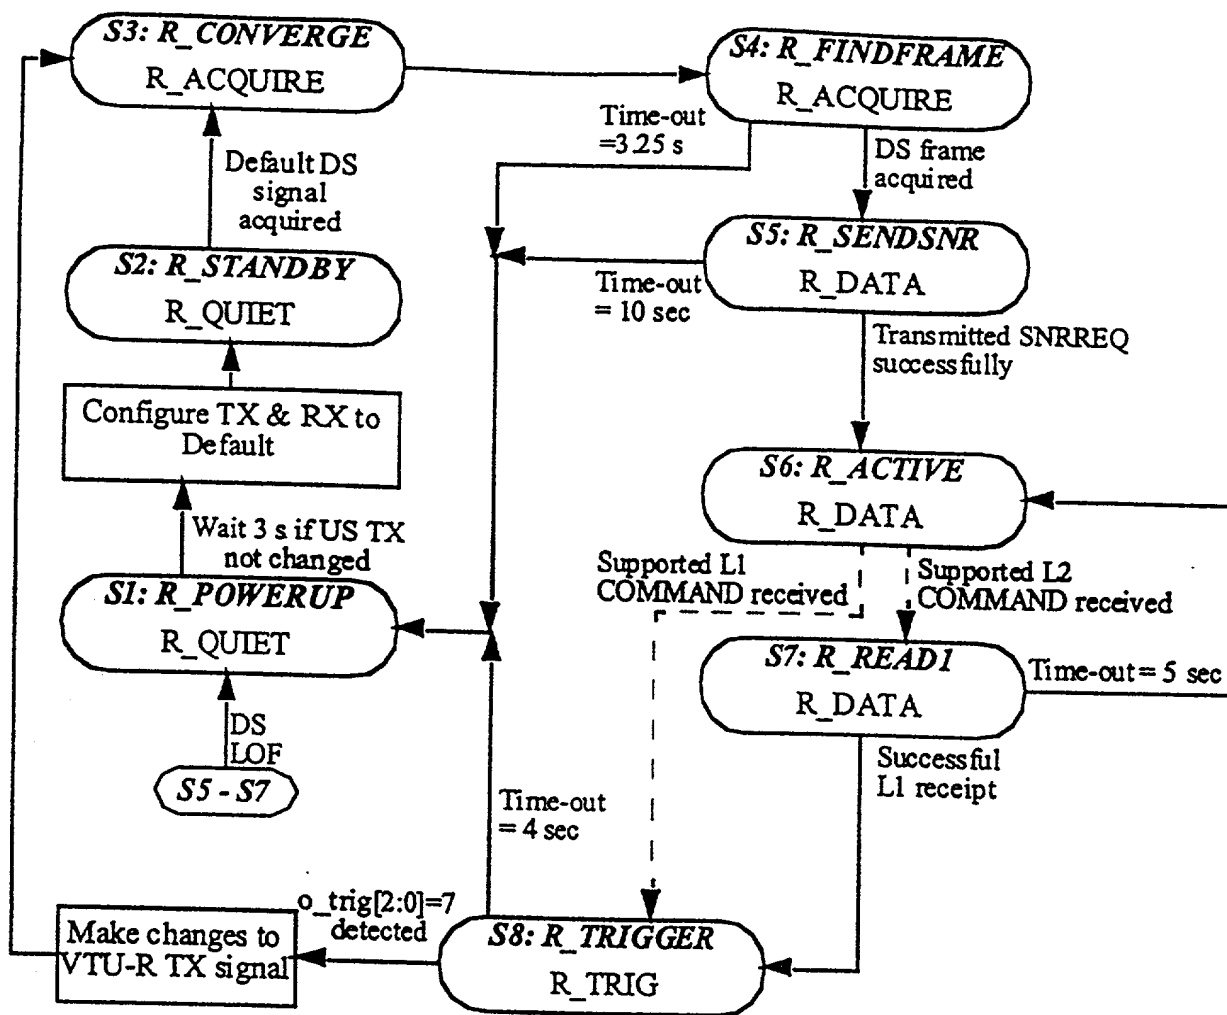 S3: R_CONVERGE
R_ACQUIRE
S4: R_FINDFRAME
R_ACQUIRE
Time-out
=3.25 s
DS frame
acquired
Default DS
signal
acquired
S5: R_SENDSNR
R_DATA
S2: R_STANDBY
R_QUIET
Time-out
= 10 sec
Transmitted SNRREQ
successfully
Configure TX & RX to
Default
S6: R_ACTIVE
R_DATA
Wait 3 s if US TX
not changed
Supported L1
COMMAND received
Supported L2
COMMAND received
S1: R_POWERUP
R_QUIET
S7: R_READ1
R_DATA
Time-out= 5 sec
DS
LOF
S5 - S7
Successful
L1 receipt
Time-out
= 4 sec
o_trig[2:0]=7
detected
Make changes to
VTU-R TX signal
S8: R_TRIGGER
R_TRIG